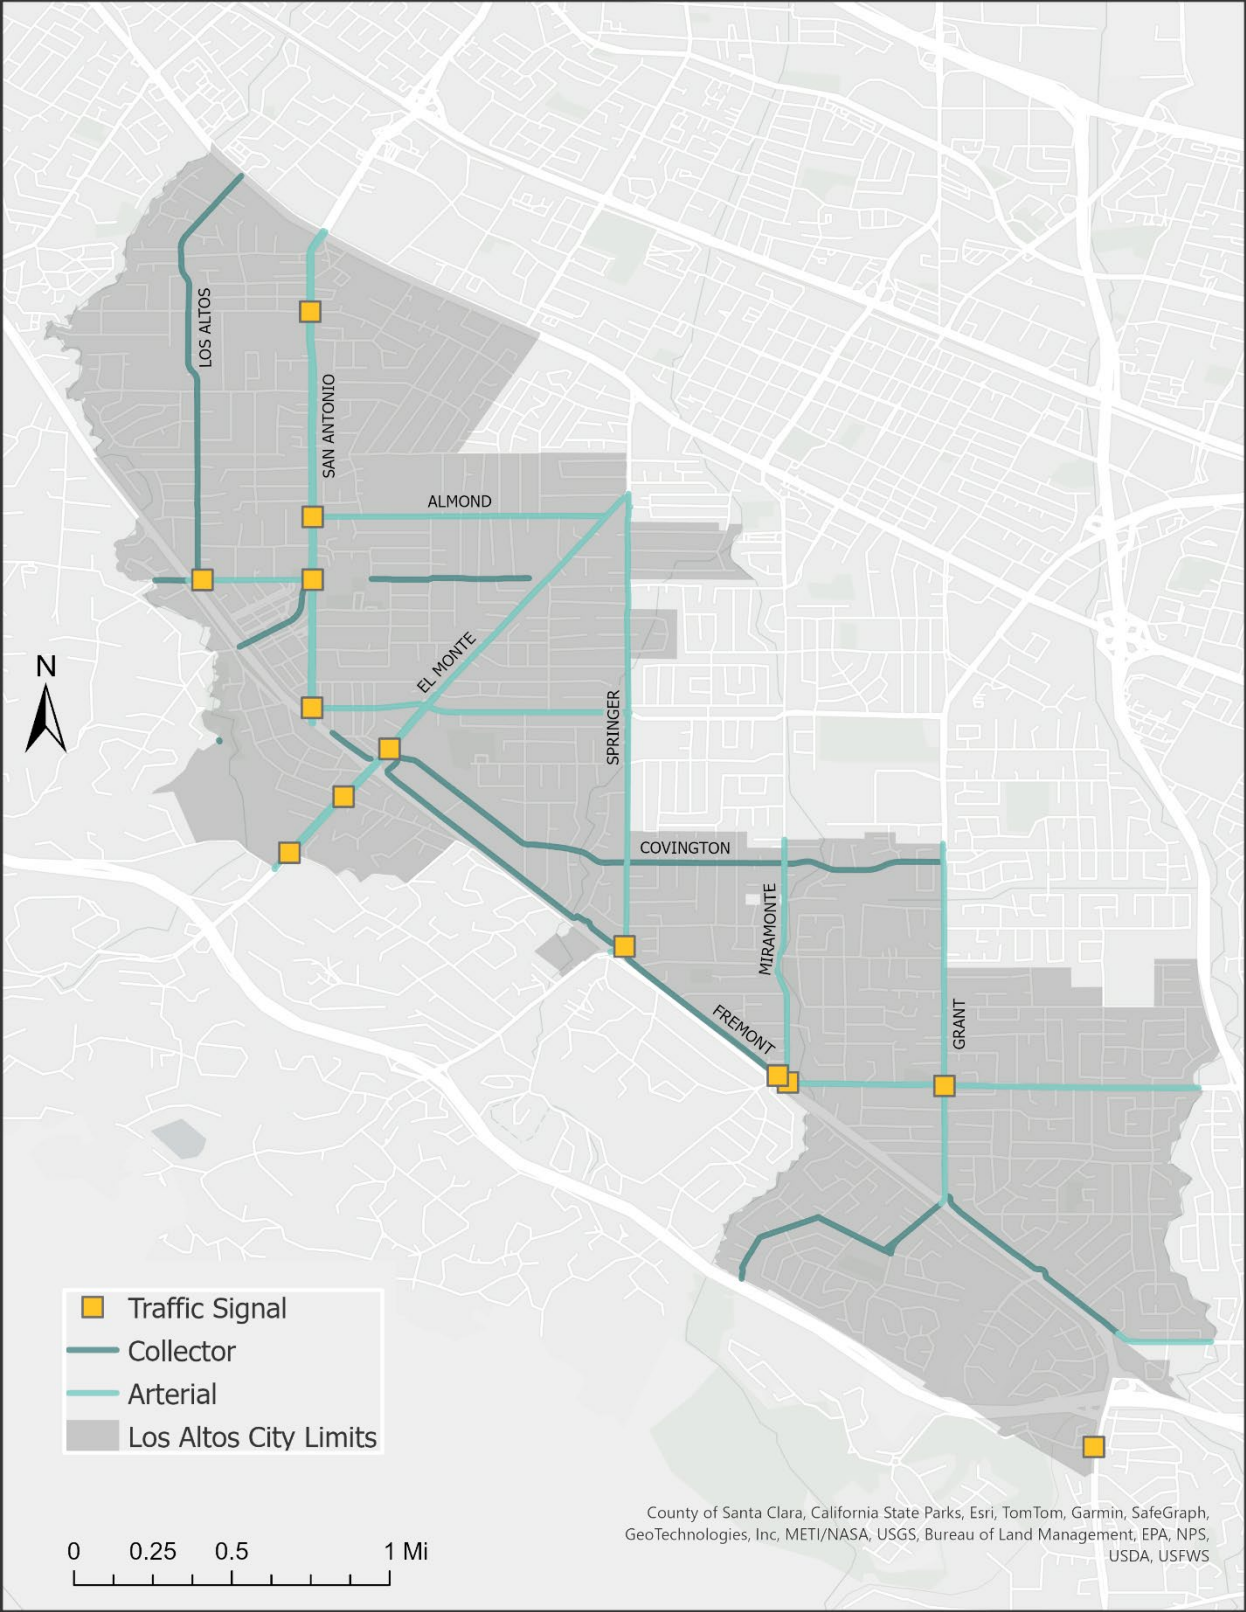 LOS ALTOS
SAN ANTONIO
ALMOND
EL MONTE
SPRINGER
COVINGTON
MIRAMONTE
FREMONT
GRANT
N
Traffic Signal
Collector
Arterial
Los Altos City Limits
0 0.25 0.5 1 Mi
County of Santa Clara, California State Parks, Esri, TomTom, Garmin, SafeGraph,
GeoTechnologies, Inc, METI/NASA, USGS, Bureau of Land Management, EPA, NPS,
USDA, USFWS